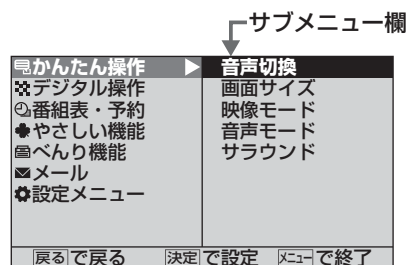 サブメニュー欄
かんたん操作 ▶ 音声切換
デジタル操作 画面サイズ
番組表・予約 映像モード
やさしい機能 音声モード
べんり機能 サラウンド
メール
設定メニュー
戻るで戻る 決定で設定 メニューで終了